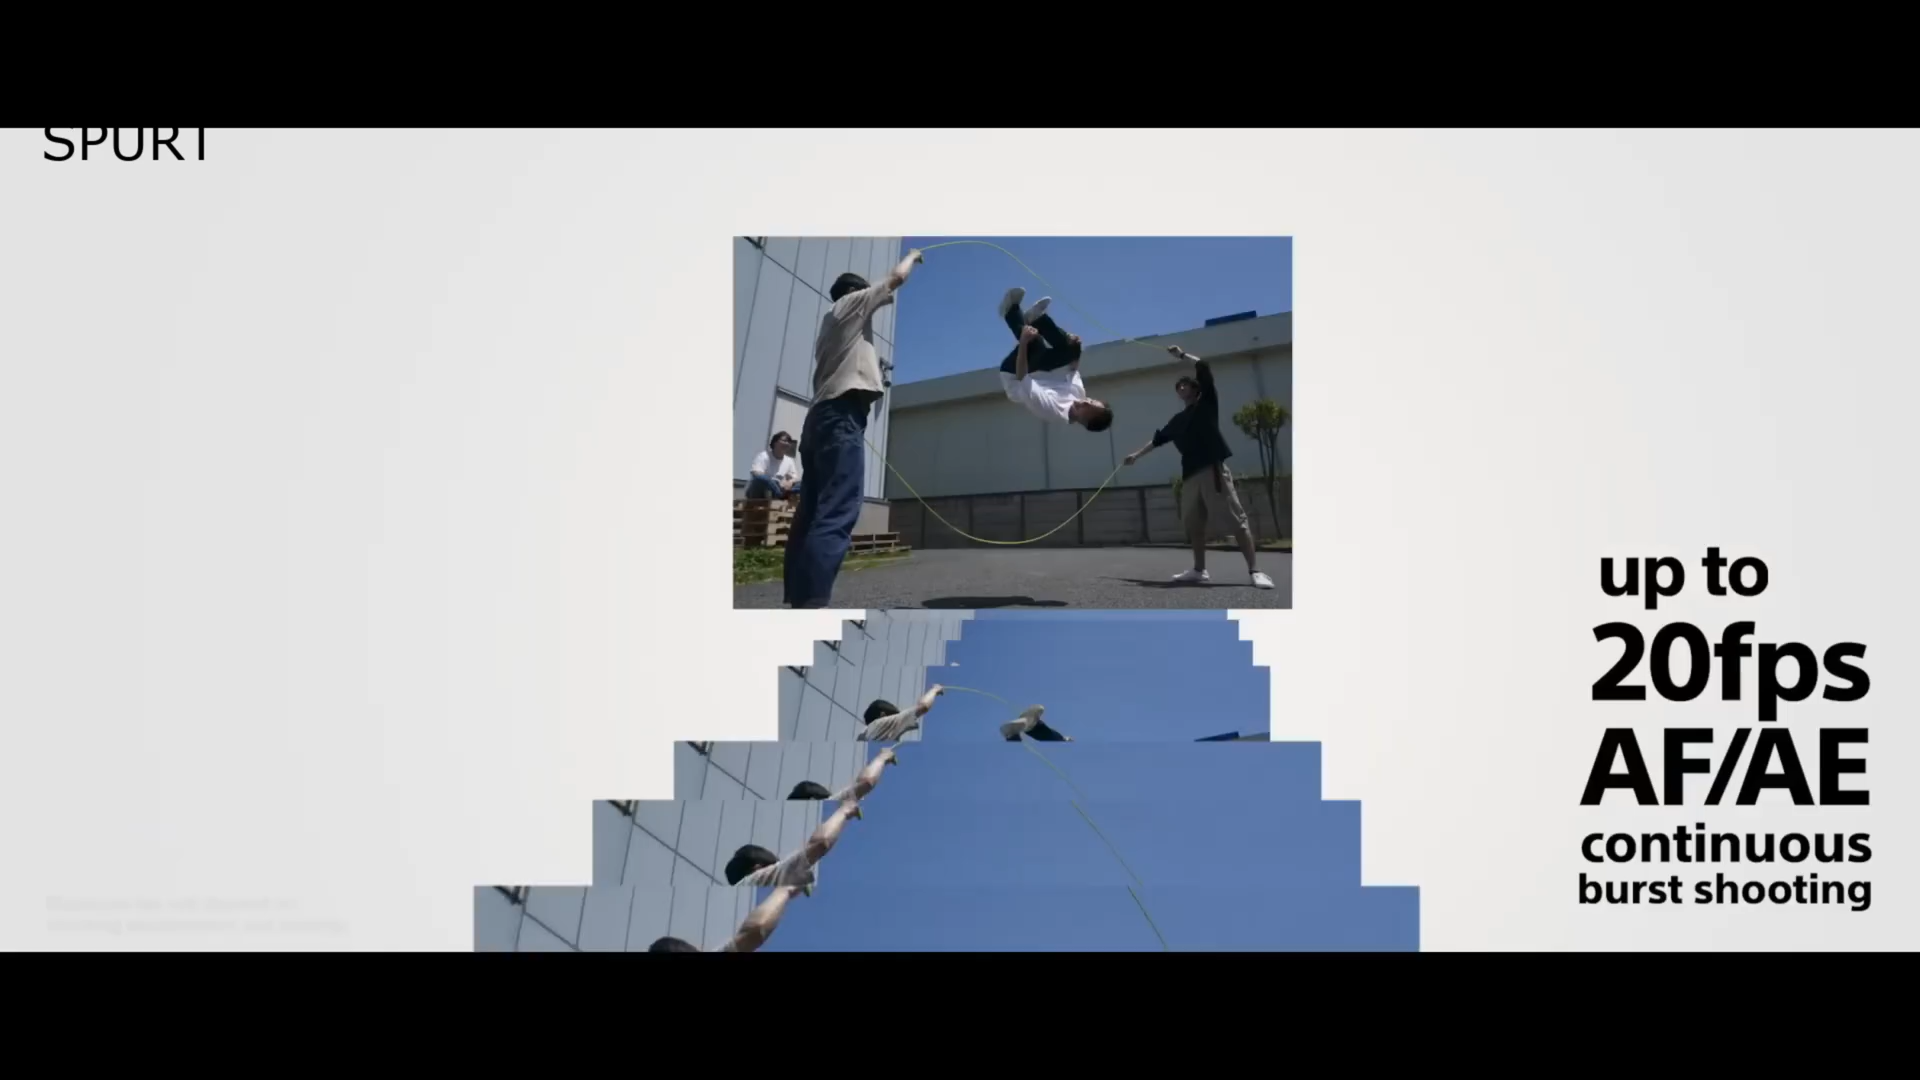 SPURT
up to
20fps
AF/AE
continuous
burst shooting